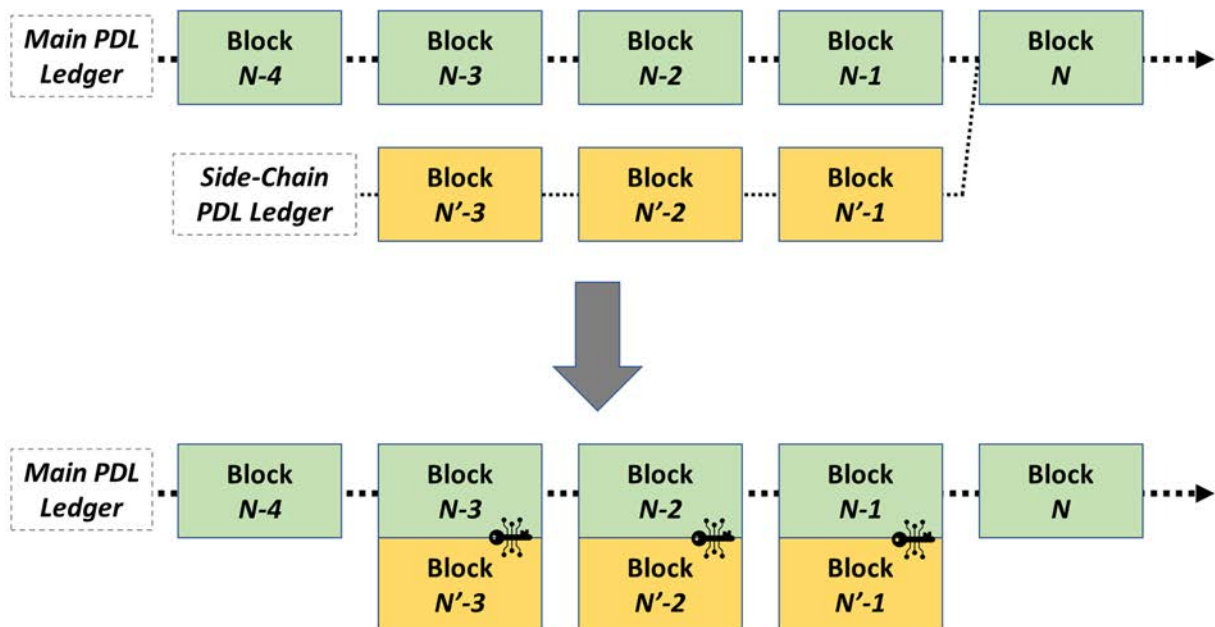 Main PDL
Ledger
Block
N-4
Block
N-3
Block
N-2
Block
N-1
Block
N
Side-Chain
PDL Ledger
Block
N'-3
Block
N'-2
Block
N'-1
Main PDL
Ledger
Block
N-4
Block
N-3
Block
N-2
Block
N-1
Block
N
Block
N'-3
Block
N'-2
Block
N'-1